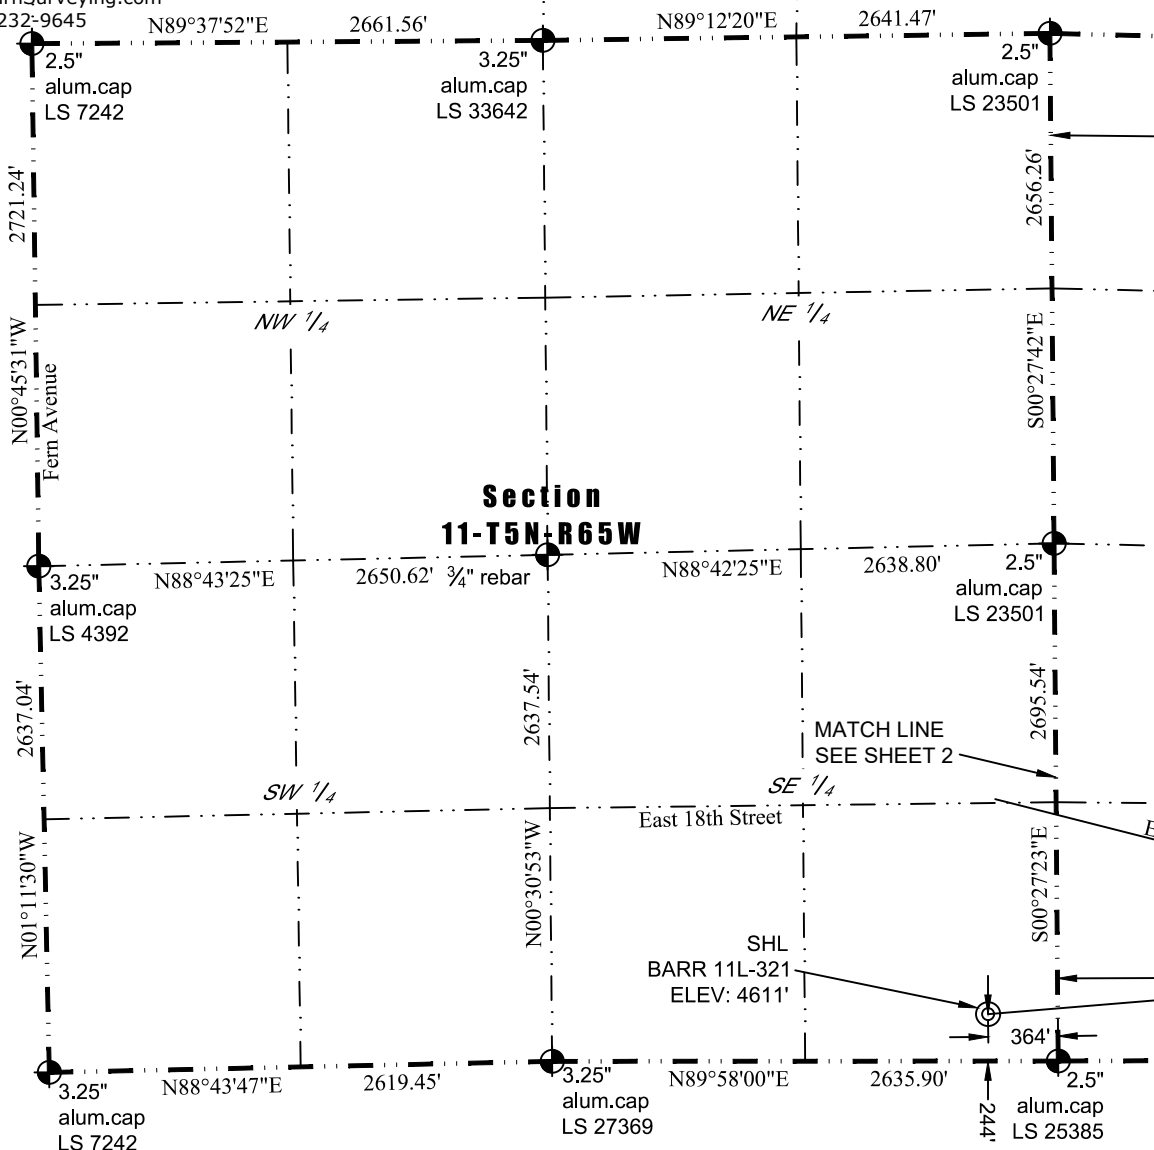 232-9645
N89°37'52"E 2661.56' N89°12'20"E 2641.47'
2.5"
alum.cap
LS 7242
3.25"
alum.cap
LS 33642
2.5"
alum.cap
LS 23501
2721.24'
2656.26'
NW 1/4
NE 1/4
N00°45'31"W
Fern Avenue
S00°27'42"E
Section
11-T5N-R65W
3.25"
alum.cap
LS 4392
N88°43'25"E 2650.62' 3/4" rebar N88°42'25"E 2638.80'
2.5"
alum.cap
LS 23501
2637.04'
2637.54'
2695.54'
MATCH LINE
SEE SHEET 2
SW 1/4
SE 1/4
East 18th Street
E
N01°11'30"W
N00°30'53"W
S00°27'23"E
SHL
BARR 11L-321
ELEV: 4611'
364'
244'
3.25"
alum.cap
LS 7242
N88°43'47"E 2619.45'
3.25"
alum.cap
LS 27369
N89°58'00"E 2635.90'
2.5"
alum.cap
LS 25385